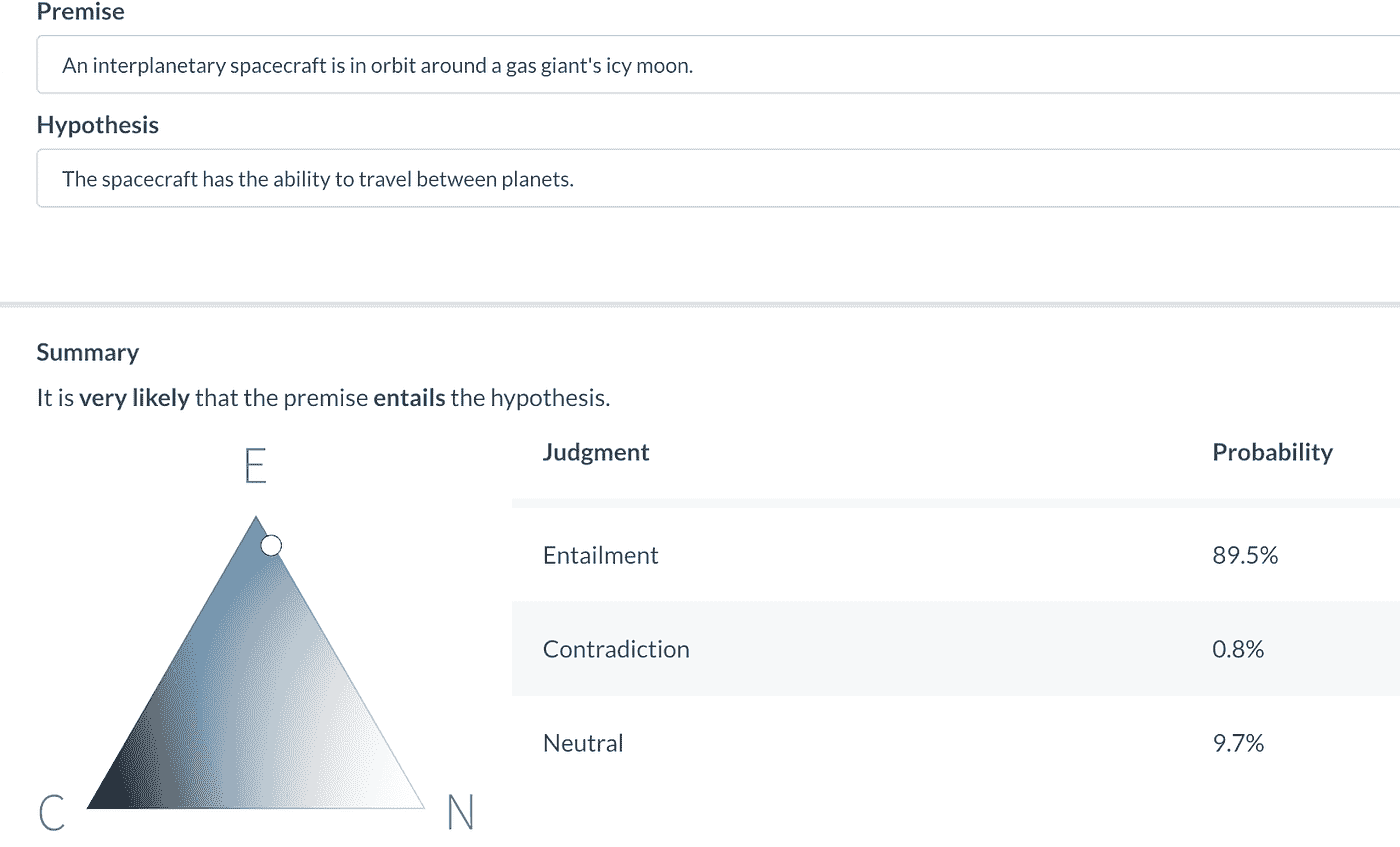 Premise
An interplanetary spacecraft is in orbit around a gas giant's icy moon.
Hypothesis
The spacecraft has the ability to travel between planets.
Summary
It is very likely that the premise entails the hypothesis.
E
C
N
Judgment Probability
Entailment 89.5%
Contradiction 0.8%
Neutral 9.7%